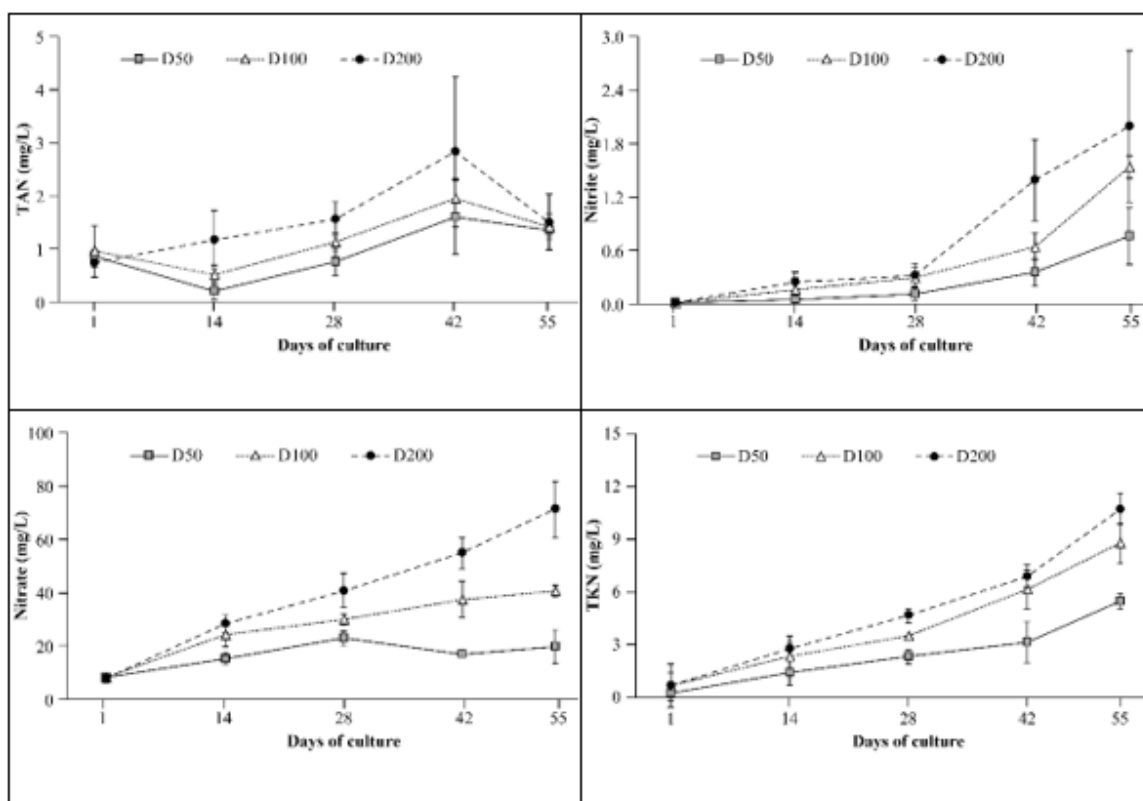 5
D50 D100 D200
4
3
2
1
0
TAN (mg/L)
1 14 28 42 55
Days of culture
3.0
D50 D100 D200
2.4
1.8
1.2
0.6
0.0
Nitrite (mg/L)
1 14 28 42 55
Days of culture
100
D50 D100 D200
80
60
40
20
0
Nitrate (mg/L)
1 14 28 42 55
Days of culture
15
D50 D100 D200
12
9
6
3
0
TKN (mg/L)
1 14 28 42 55
Days of culture